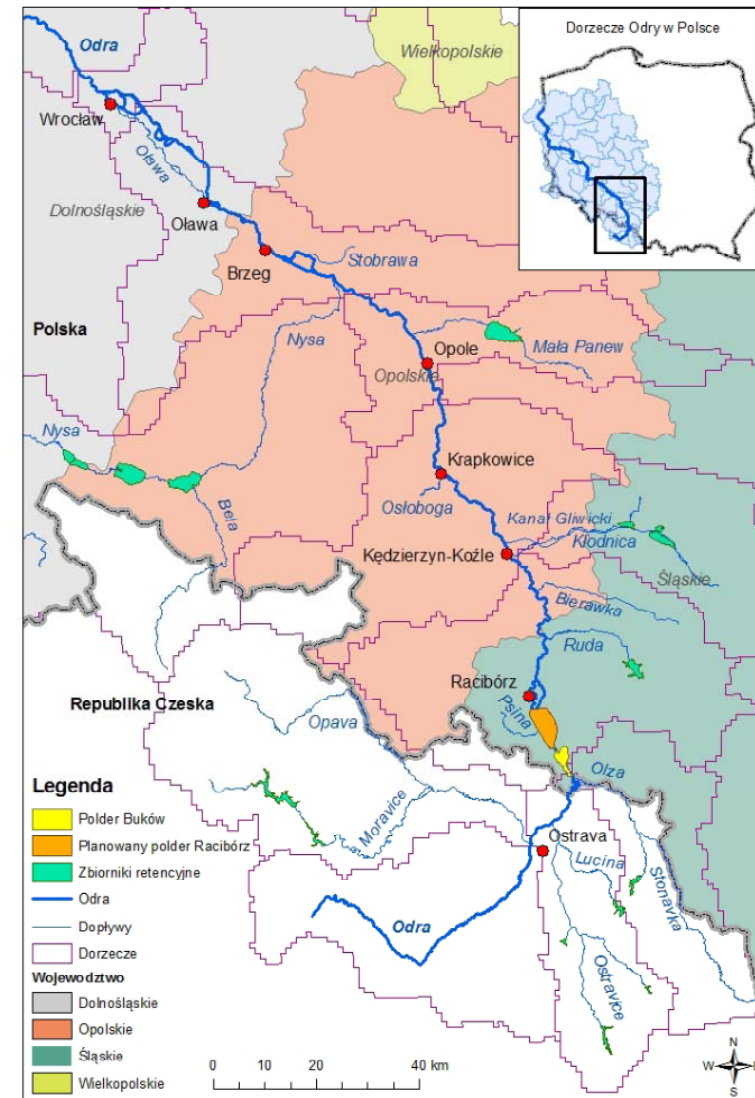 Dorzecze Odry w Polsce
Odra
Wielkopolskie
Wrocław
Oława
Dolnośląskie
Oława
Brzeg
Stobrawa
Polska
Nysa
Mała Panew
Opole
Opolskie
Nysa
Krapkowice
Bela
Osłoboga
Kanał Gliwicki
Kłodnica
Kędzierzyn-Koźle
Śląskie
Bierawka
Ruda
Racibórz
Republika Czeska
Psina
Opava
Olza
Legenda
Polder Buków
Planowany polder Racibórz
Zbiorniki retencyjne
Odra
Dopływy
Dorzecze
Wojewodztwo
Dolnośląskie
Opolskie
Śląskie
Wielkopolskie
Moravice
Ostrava
Lucina
Stonavka
Odra
Ostravice
0 10 20 40 km
N
W
S